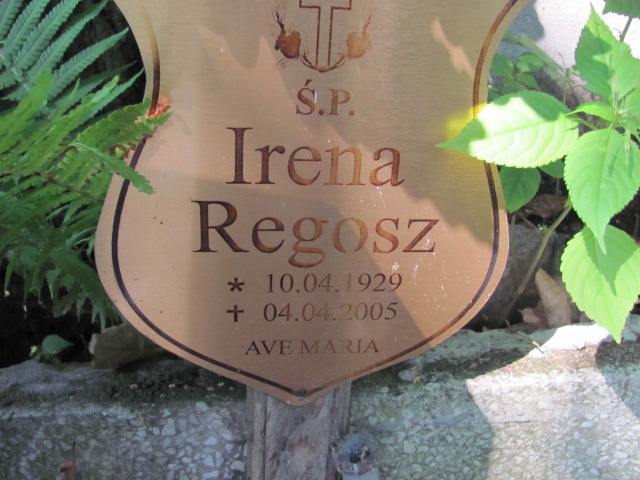 Ś.P.
Irena
Regosz
* 10.04.1929
✝ 04.04.2005
AVE MARIA